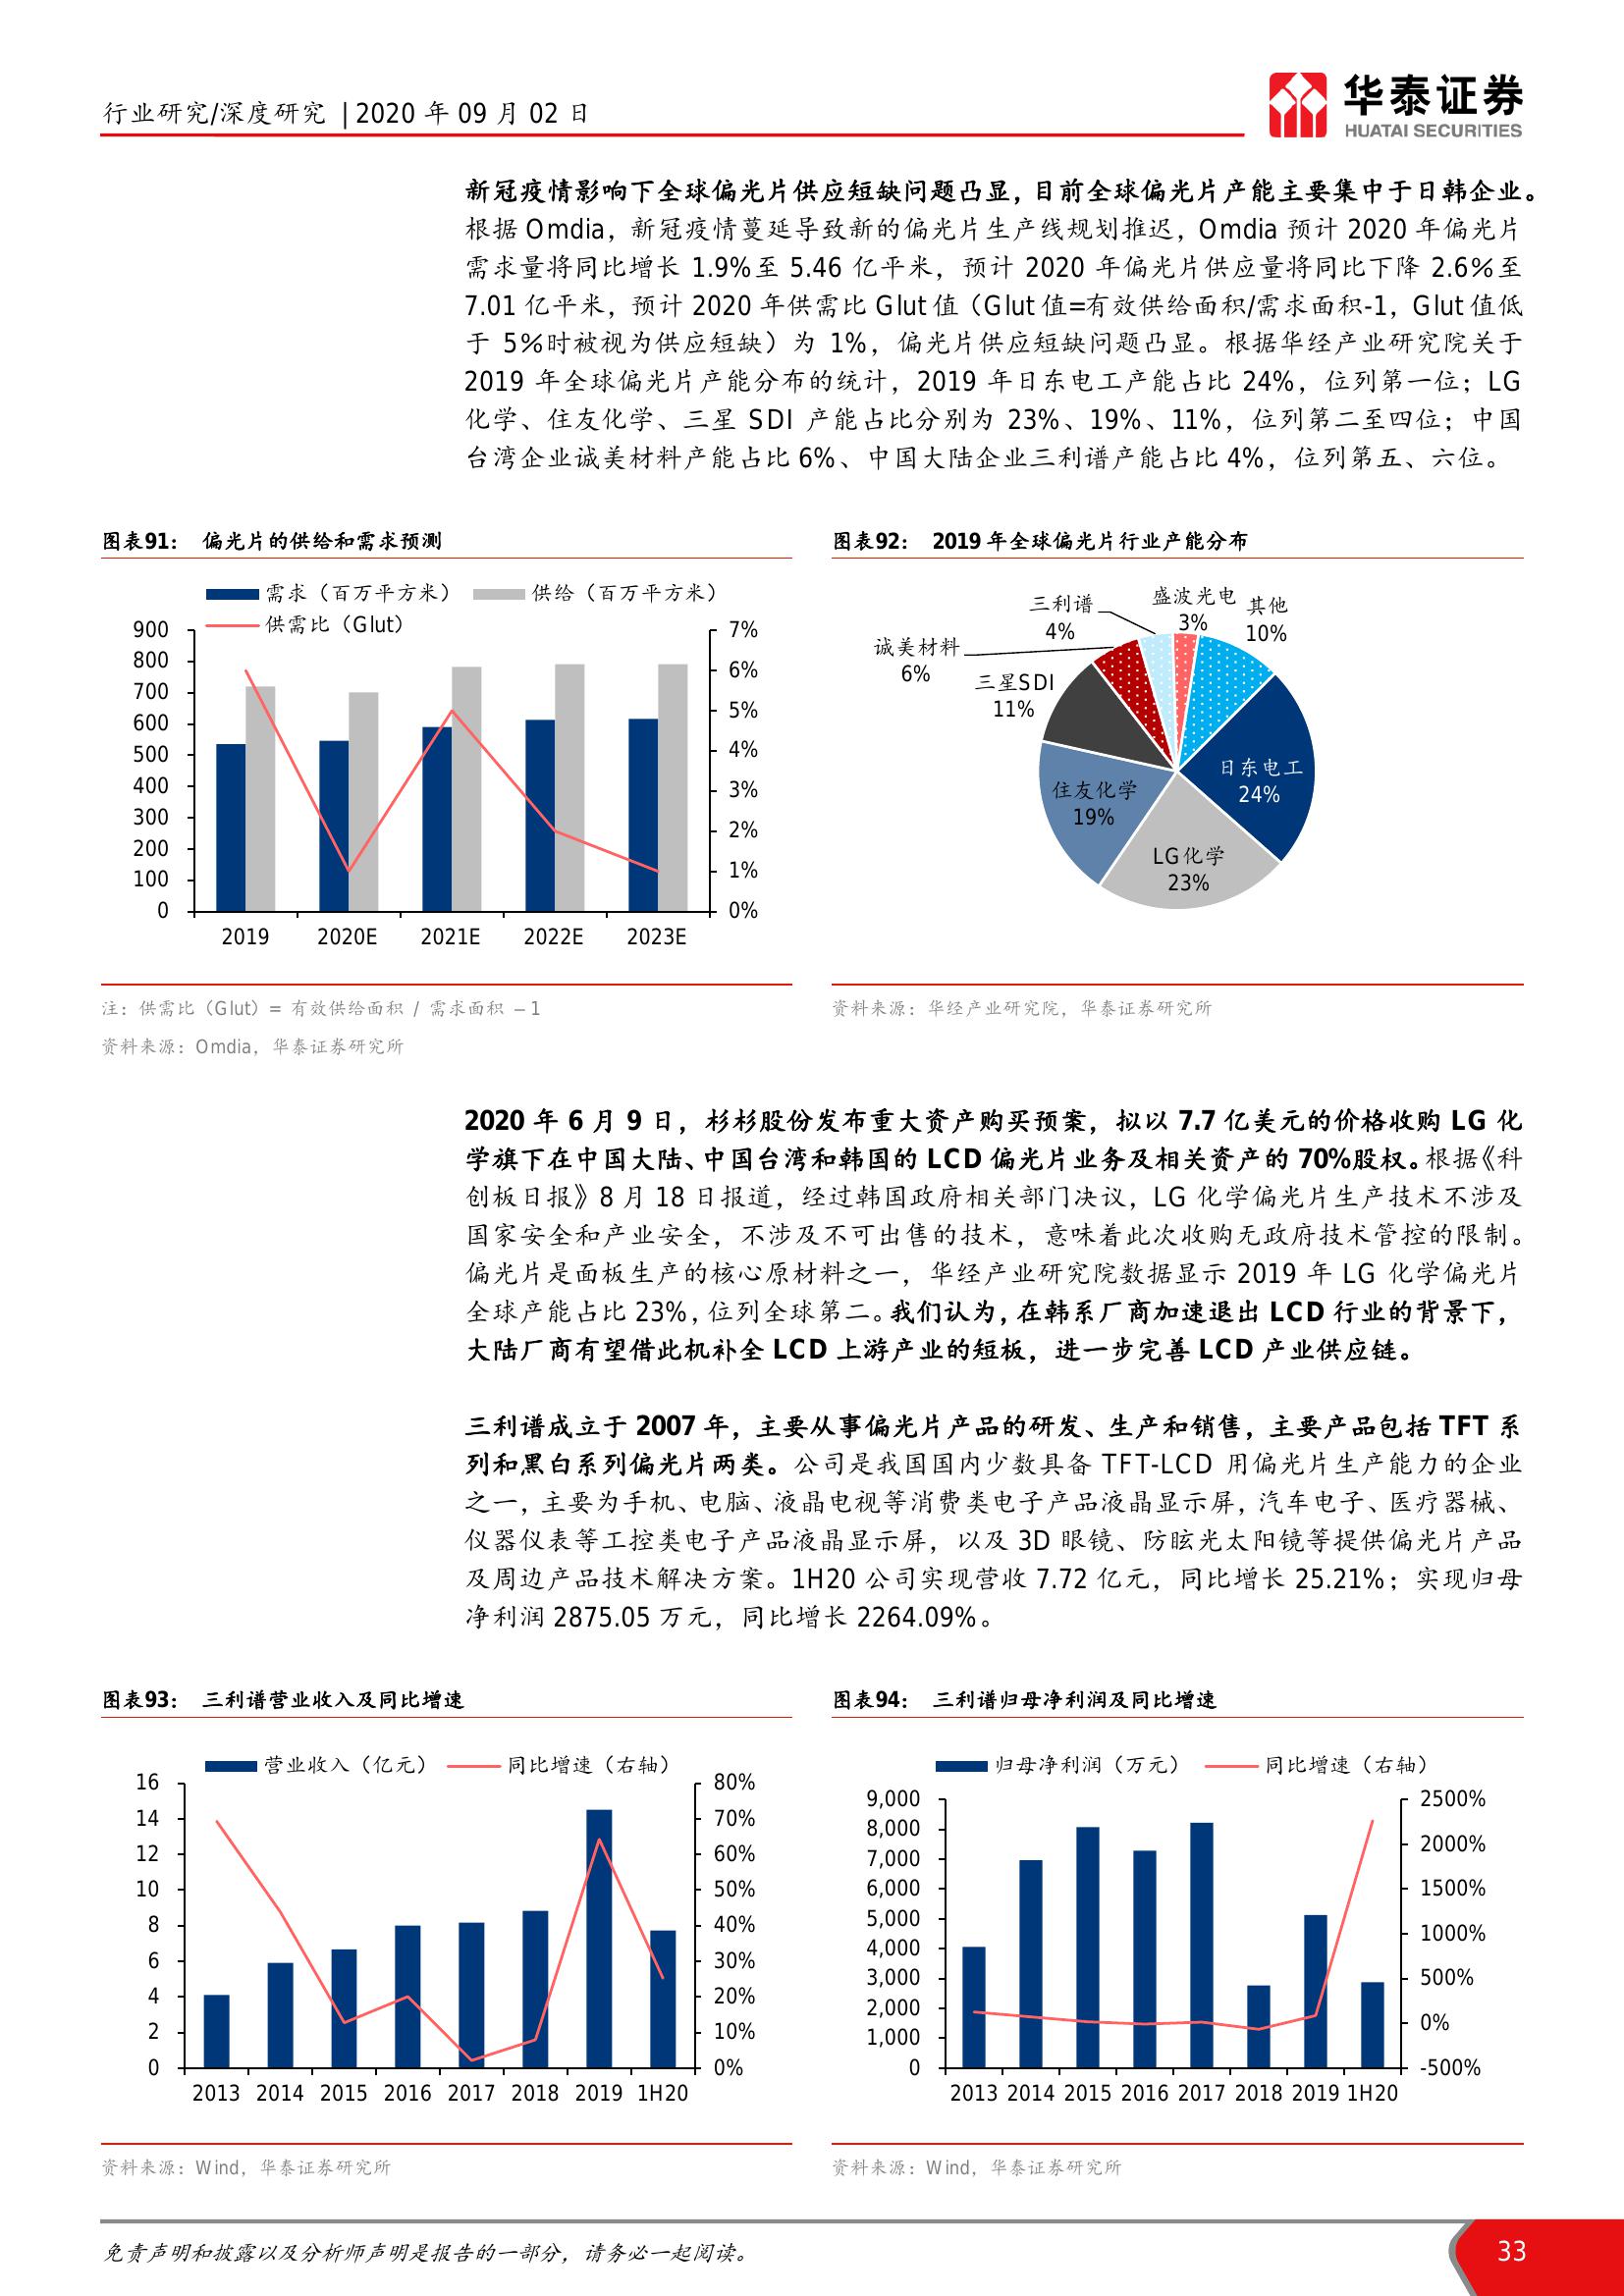 行业研究/深度研究 | 2020 年 09 月 02 日
华泰证券
HUATAI SECURITIES
新冠疫情影响下全球偏光片供应短缺问题凸显，目前全球偏光片产能主要集中于日韩企业。
根据 Omdia，新冠疫情蔓延导致新的偏光片生产线规划推迟，Omdia 预计 2020 年偏光片
需求量将同比增长 1.9%至 5.46 亿平米，预计 2020 年偏光片供应量将同比下降 2.6%至
7.01 亿平米，预计 2020 年供需比 Glut 值（Glut 值=有效供给面积/需求面积-1，Glut 值低
于 5%时被视为供应短缺）为 1%，偏光片供应短缺问题凸显。根据华经产业研究院关于
2019 年全球偏光片产能分布的统计，2019 年日东电工产能占比 24%，位列第一位；LG
化学、住友化学、三星 SDI 产能占比分别为 23%、19%、11%，位列第二至四位；中国
台湾企业诚美材料产能占比 6%、中国大陆企业三利谱产能占比 4%，位列第五、六位。
图表91： 偏光片的供给和需求预测
需求（百万平方米） 供给（百万平方米）
供需比（Glut）
900
800
700
600
500
400
300
200
100
0
7%
6%
5%
4%
3%
2%
1%
0%
2019 2020E 2021E 2022E 2023E
注：供需比（Glut）= 有效供给面积 / 需求面积 – 1
资料来源：Omdia，华泰证券研究所
图表92： 2019 年全球偏光片行业产能分布
三利谱
4%
盛波光电
3%
其他
10%
诚美材料
6%
三星SDI
11%
日东电工
24%
住友化学
19%
LG化学
23%
资料来源：华经产业研究院，华泰证券研究所
2020 年 6 月 9 日，杉杉股份发布重大资产购买预案，拟以 7.7 亿美元的价格收购 LG 化
学旗下在中国大陆、中国台湾和韩国的 LCD 偏光片业务及相关资产的 70%股权。根据《科
创板日报》8 月 18 日报道，经过韩国政府相关部门决议，LG 化学偏光片生产技术不涉及
国家安全和产业安全，不涉及不可出售的技术，意味着此次收购无政府技术管控的限制。
偏光片是面板生产的核心原材料之一，华经产业研究院数据显示 2019 年 LG 化学偏光片
全球产能占比 23%，位列全球第二。我们认为，在韩系厂商加速退出 LCD 行业的背景下，
大陆厂商有望借此机补全 LCD 上游产业的短板，进一步完善 LCD 产业供应链。
三利谱成立于 2007 年，主要从事偏光片产品的研发、生产和销售，主要产品包括 TFT 系
列和黑白系列偏光片两类。公司是我国国内少数具备 TFT-LCD 用偏光片生产能力的企业
之一，主要为手机、电脑、液晶电视等消费类电子产品液晶显示屏，汽车电子、医疗器械、
仪器仪表等工控类电子产品液晶显示屏，以及 3D 眼镜、防眩光太阳镜等提供偏光片产品
及周边产品技术解决方案。1H20 公司实现营收 7.72 亿元，同比增长 25.21%；实现归母
净利润 2875.05 万元，同比增长 2264.09%。
图表93： 三利谱营业收入及同比增速
营业收入（亿元） 同比增速（右轴）
16
14
12
10
8
6
4
2
0
80%
70%
60%
50%
40%
30%
20%
10%
0%
2013 2014 2015 2016 2017 2018 2019 1H20
资料来源：Wind，华泰证券研究所
图表94： 三利谱归母净利润及同比增速
归母净利润（万元） 同比增速（右轴）
9,000
8,000
7,000
6,000
5,000
4,000
3,000
2,000
1,000
0
2500%
2000%
1500%
1000%
500%
0%
-500%
2013 2014 2015 2016 2017 2018 2019 1H20
资料来源：Wind，华泰证券研究所
免责声明和披露以及分析师声明是报告的一部分，请务必一起阅读。
33